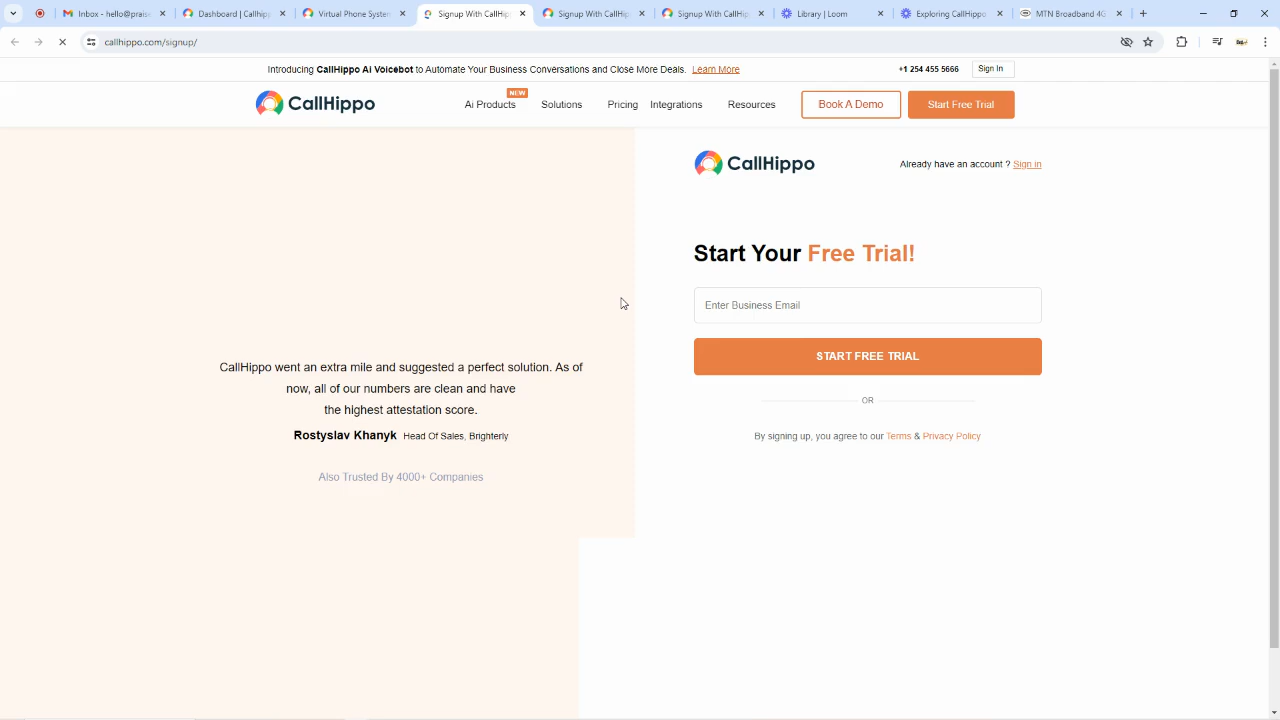 Inbox - hello@prais
Dashboard | CallHipp
Virtual Phone System
Signup With CallHip
Signup With CallHip
Signup With CallHip
Library | Loom
Exploring CallHippo
MTN Broadband 4G
callhippo.com/signup/
Introducing CallHippo Ai Voicebot to Automate Your Business Conversations and Close More Deals. Learn More
+1 254 455 5666
Sign In
CallHippo
Ai Products
NEW
Solutions
Pricing
Integrations
Resources
Book A Demo
Start Free Trial
CallHippo
Already have an account ? Sign in
Start Your Free Trial!
Enter Business Email
START FREE TRIAL
OR
By signing up, you agree to our Terms & Privacy Policy
CallHippo went an extra mile and suggested a perfect solution. As of
now, all of our numbers are clean and have
the highest attestation score.
Rostyslav Khanyk Head Of Sales, Brighterly
Also Trusted By 4000+ Companies